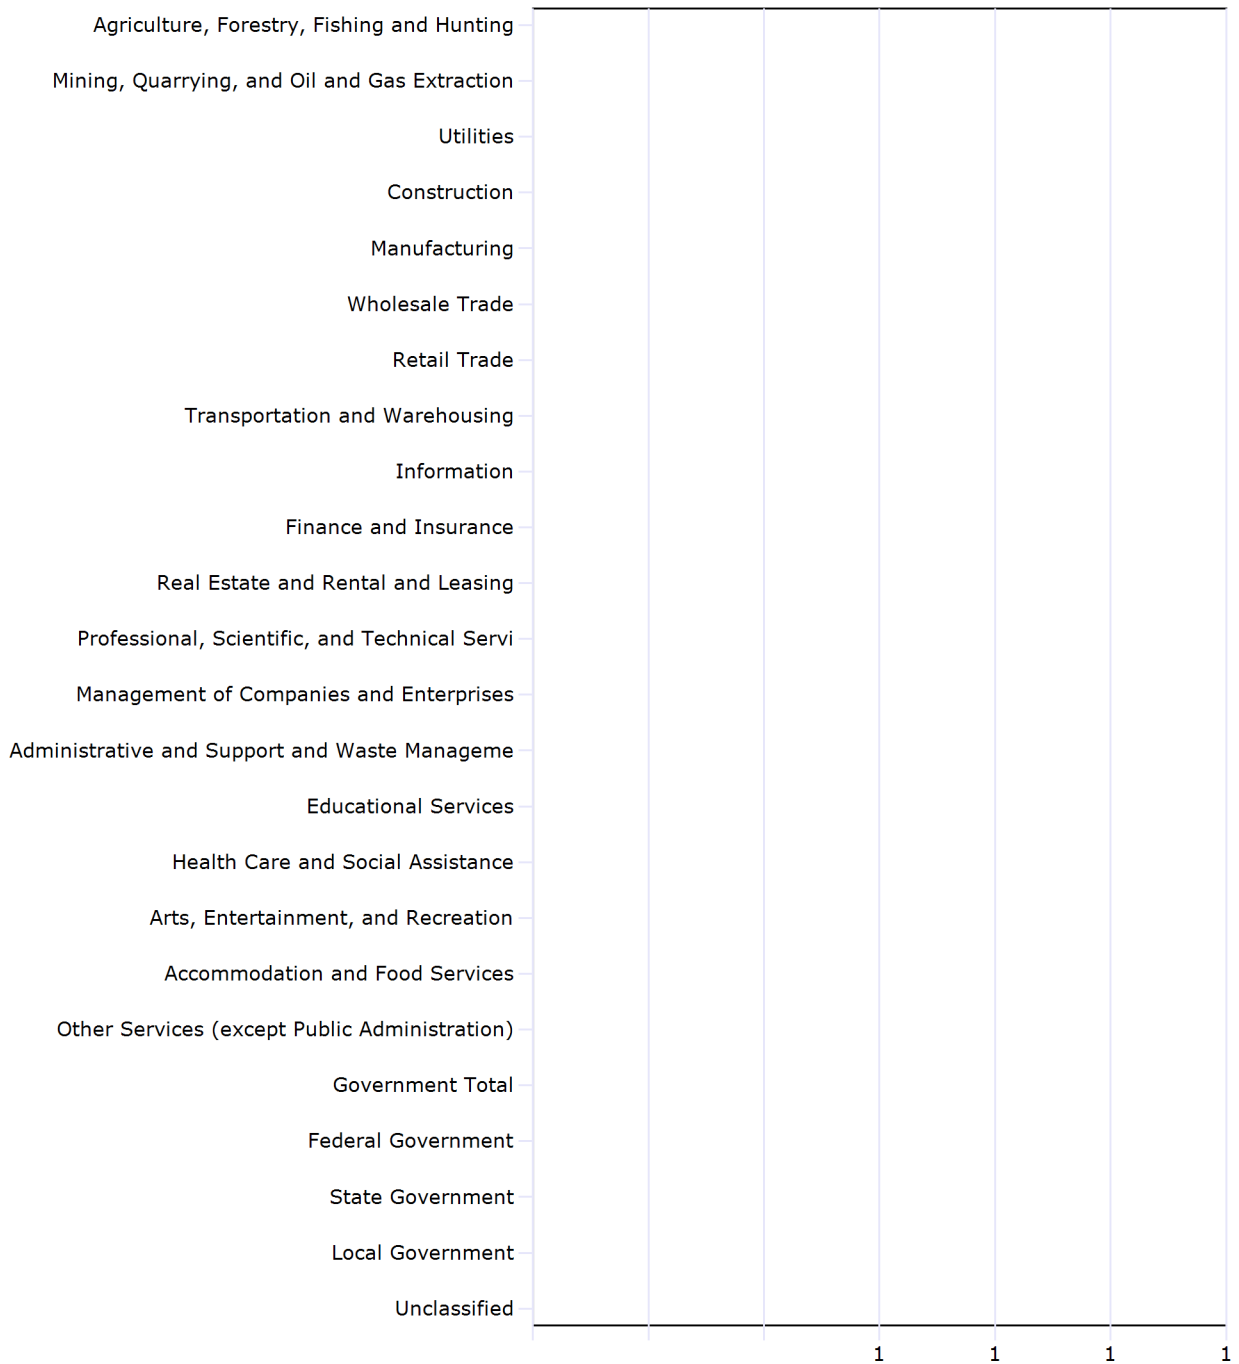 Agriculture, Forestry, Fishing and Hunting
Mining, Quarrying, and Oil and Gas Extraction
Utilities
Construction
Manufacturing
Wholesale Trade
Retail Trade
Transportation and Warehousing
Information
Finance and Insurance
Real Estate and Rental and Leasing
Professional, Scientific, and Technical Servi
Management of Companies and Enterprises
Administrative and Support and Waste Manageme
Educational Services
Health Care and Social Assistance
Arts, Entertainment, and Recreation
Accommodation and Food Services
Other Services (except Public Administration)
Government Total
Federal Government
State Government
Local Government
Unclassified
1 1 1 1